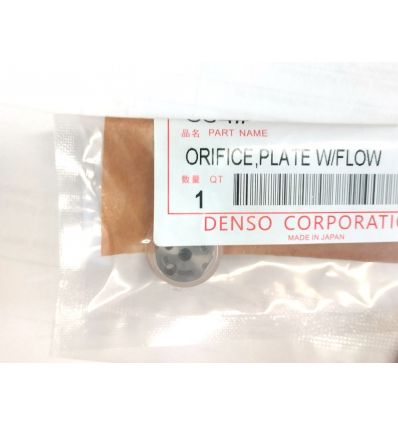 品名 PART NAME
ORIFICE,PLATE W/FLOW
数量 QT
1
DENSO CORPORATIO
MADE IN JAPAN